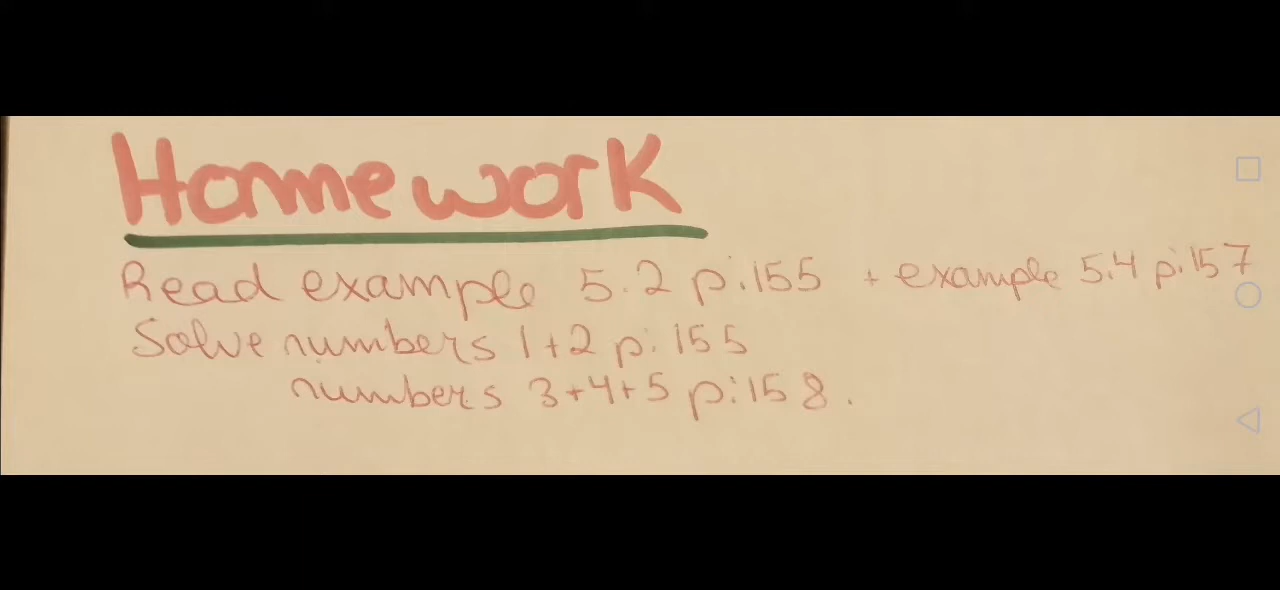 Homework
Read example 5.2 p.155 + example 5.4 p.157
Solve numbers 1+2 p: 155
numbers 3+4+5 p:158.